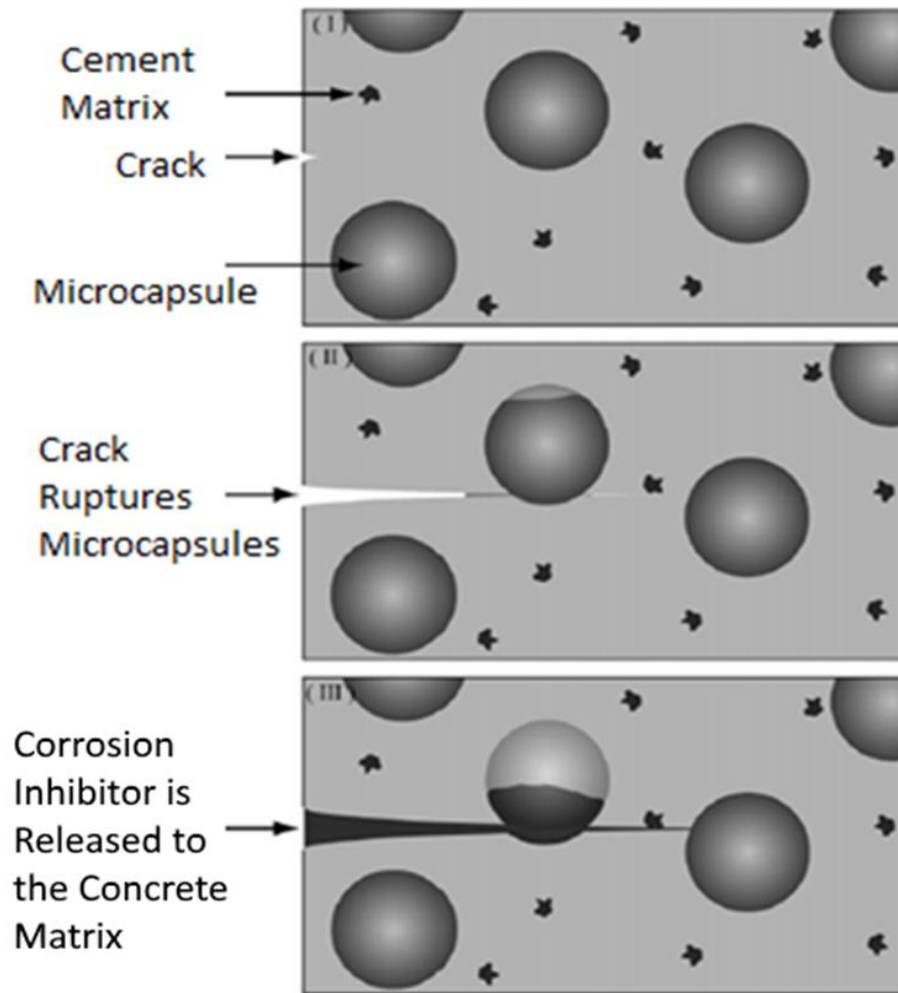 (I)
Cement
Matrix
Crack
Microcapsule
(II)
Crack
Ruptures
Microcapsules
(III)
Corrosion
Inhibitor is
Released to
the Concrete
Matrix